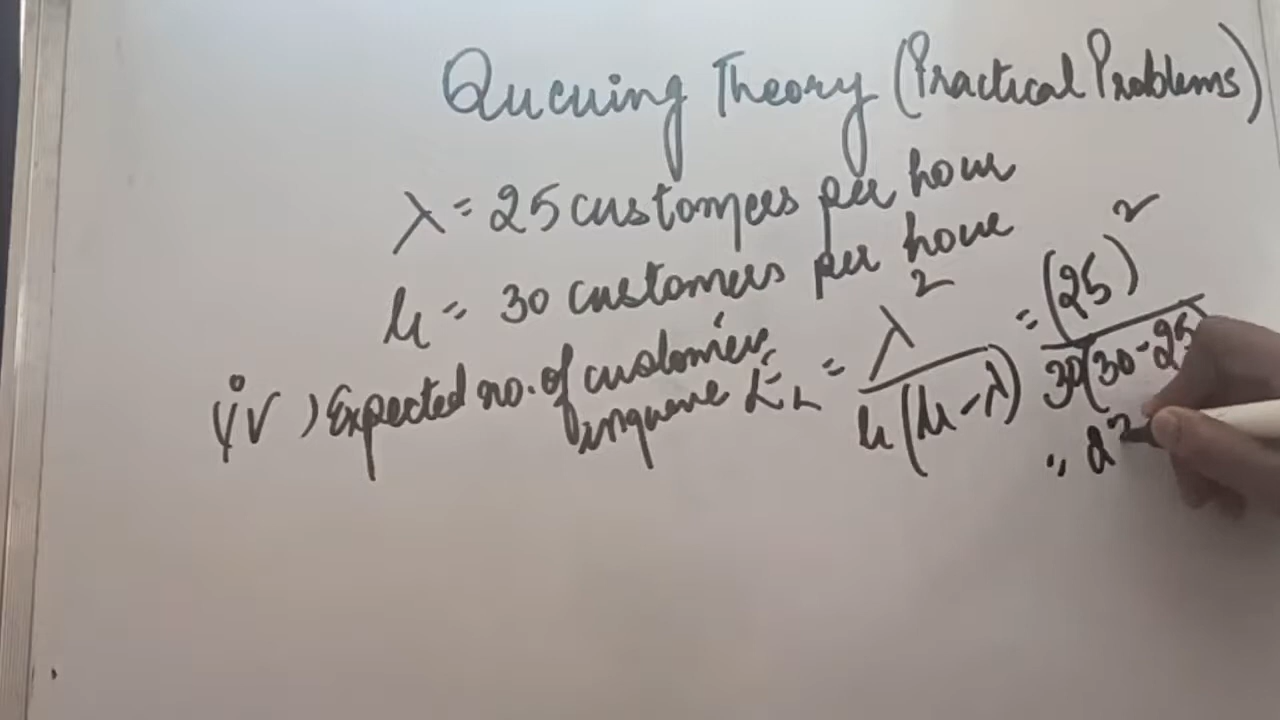 Queuing Theory (Practical Problems)
λ = 25 customers per hour
μ = 30 customers per hour
iv) Expected no. of customers = λ² / μ(μ-λ) = (25)² / 30(30-25)
in queue